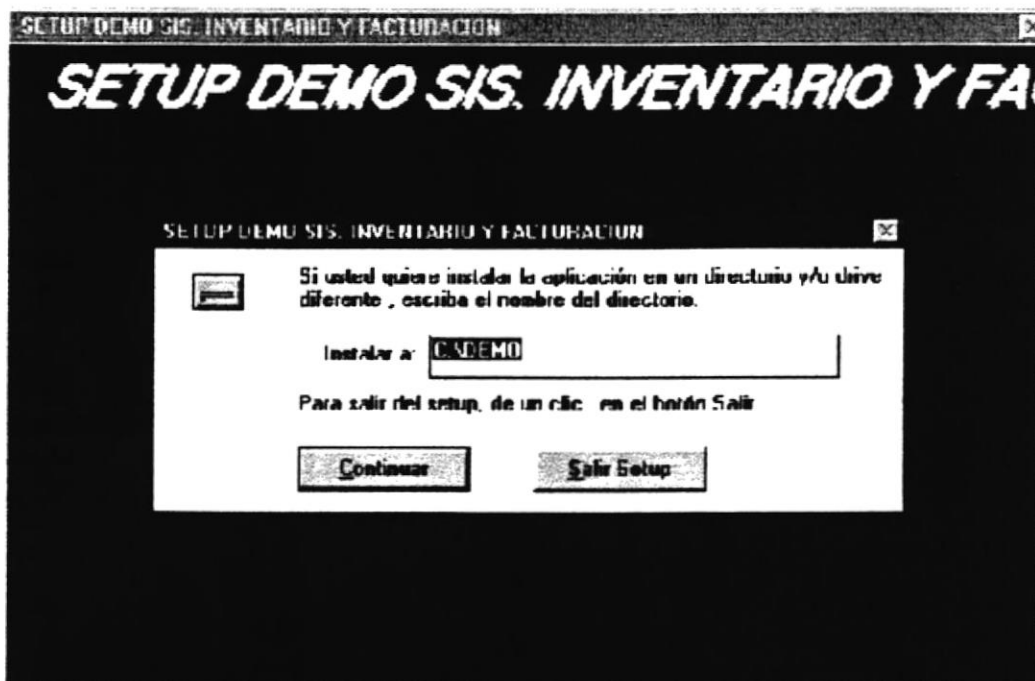 SETUP DEMO SIS. INVENTARIO Y FACTURACION
SETUP DEMO SIS. INVENTARIO Y FAC
SETUP DEMO SIS. INVENTARIO Y FACTURACION
Si usted quiere instalar la aplicación en un directorio y/u drive
diferente , escriba el nombre del directorio.
Instalar a: C:\DEMO
Para salir del setup, de un clic en el botón Salir
Continuar
Salir Setup